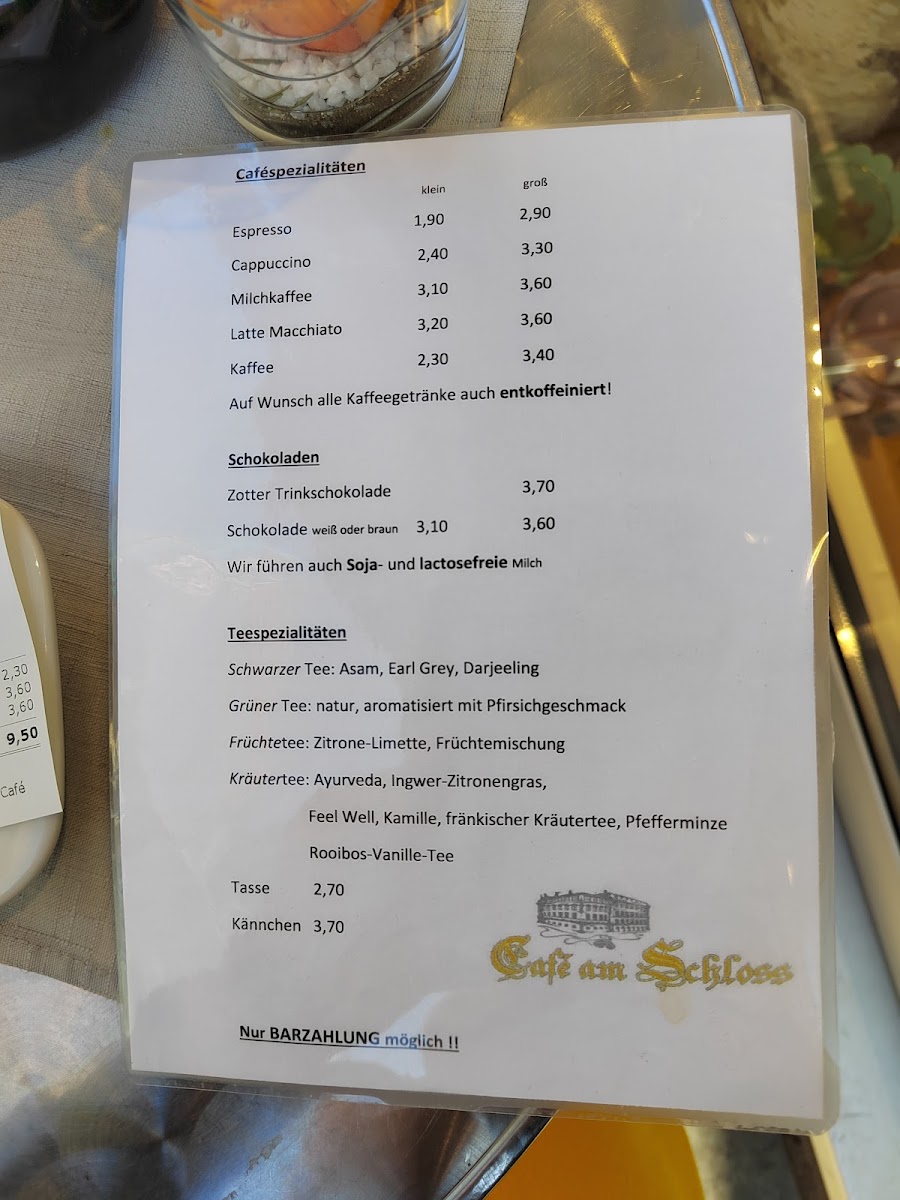 Caféspezialitäten
klein groß
Espresso 1,90 2,90
Cappuccino 2,40 3,30
Milchkaffee 3,10 3,60
Latte Macchiato 3,20 3,60
Kaffee 2,30 3,40
Auf Wunsch alle Kaffeegetränke auch entkoffeiniert!
Schokoladen
Zotter Trinkschokolade 3,70
Schokolade weiß oder braun 3,10 3,60
Wir führen auch Soja- und lactosefreie Milch
Teespezialitäten
Schwarzer Tee: Asam, Earl Grey, Darjeeling
Grüner Tee: natur, aromatisiert mit Pfirsichgeschmack
Früchtetee: Zitrone-Limette, Früchtemischung
Kräutertee: Ayurveda, Ingwer-Zitronengras,
Feel Well, Kamille, fränkischer Kräutertee, Pfefferminze
Rooibos-Vanille-Tee
Tasse 2,70
Kännchen 3,70
Café am Schloss
Nur BARZAHLUNG möglich !!
2,30
3,60
3,60
9,50
Café